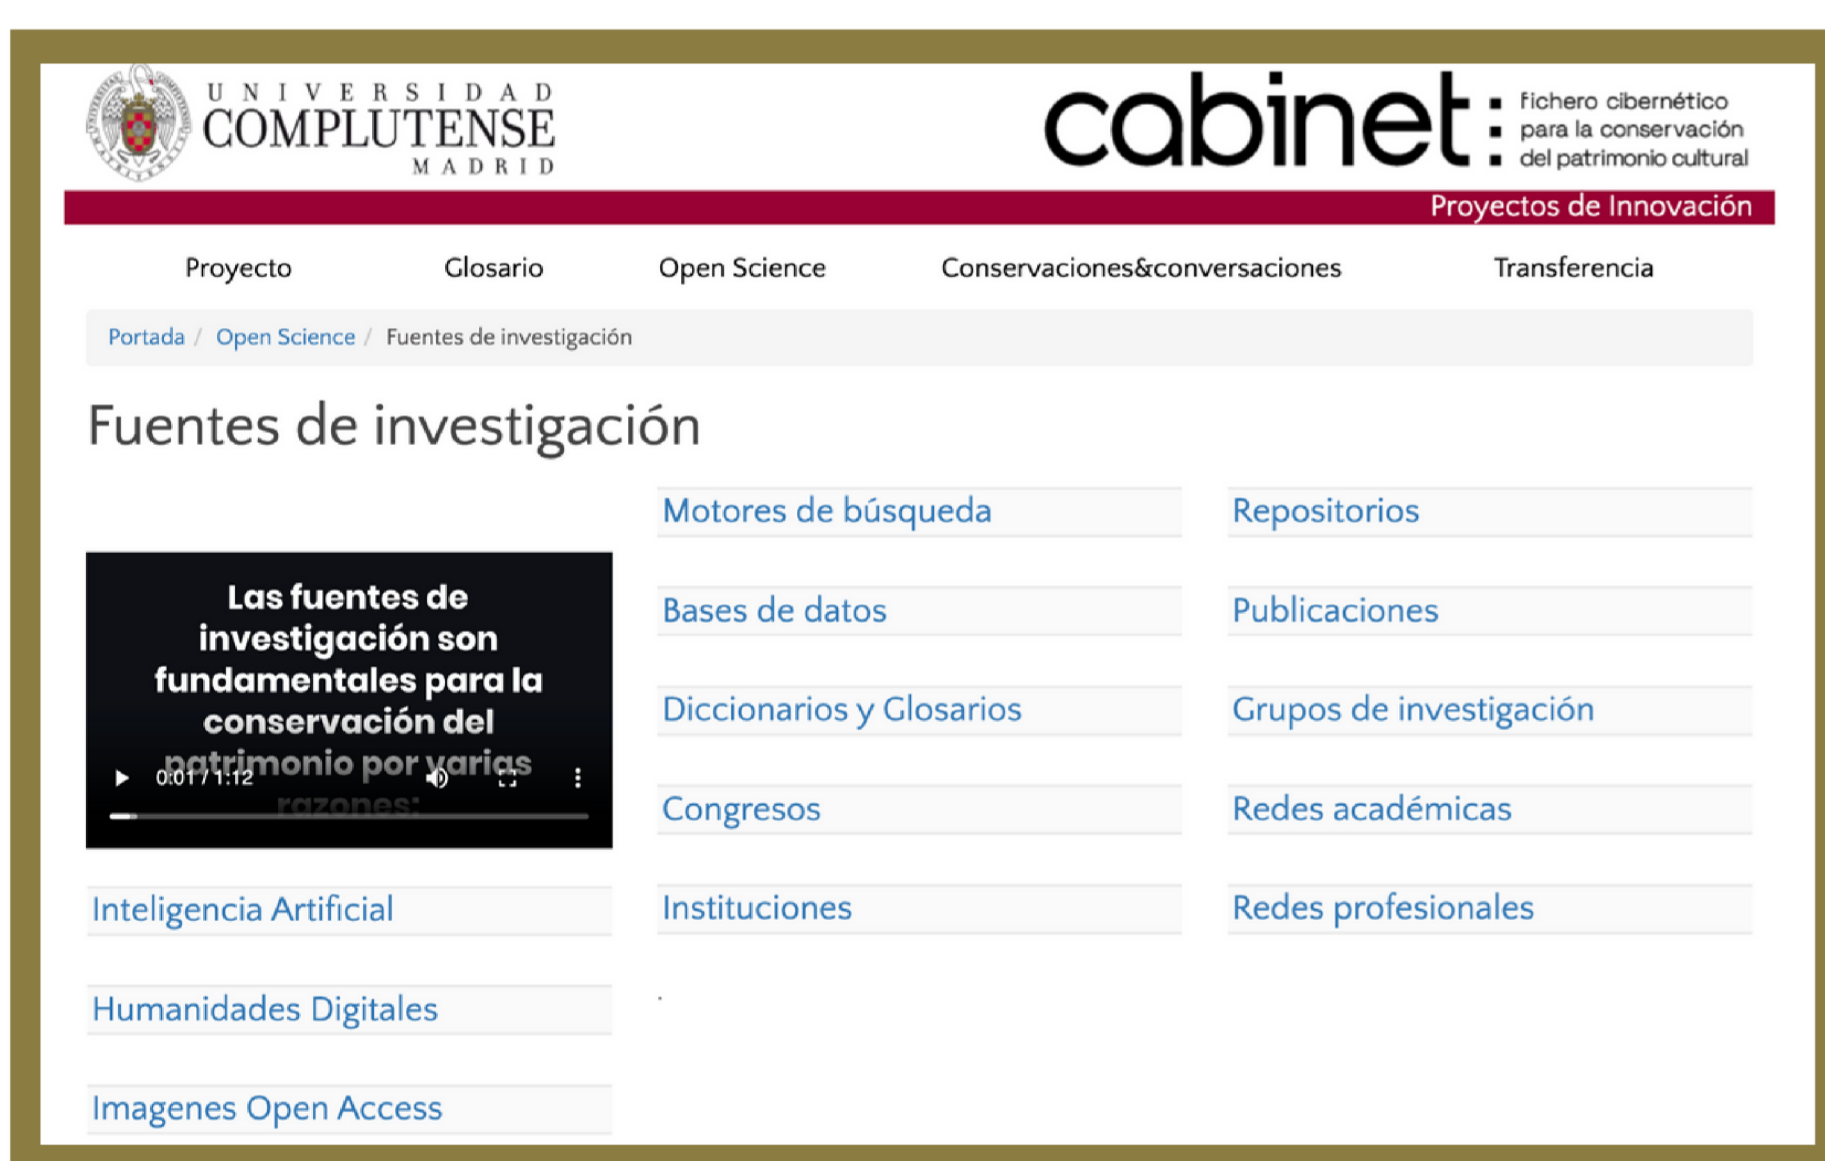 UNIVERSIDAD
COMPLUTENSE
MADRID
cabinet:
fichero cibernético
para la conservación
del patrimonio cultural
Proyectos de Innovación
Proyecto
Glosario
Open Science
Conservaciones&conversaciones
Transferencia
Portada / Open Science / Fuentes de investigación
Fuentes de investigación
Las fuentes de
investigación son
fundamentales para la
conservación del
patrimonio por varias
razones:
0:01 / 1:12
Inteligencia Artificial
Humanidades Digitales
Imagenes Open Access
Motores de búsqueda
Bases de datos
Diccionarios y Glosarios
Congresos
Instituciones
.
Repositorios
Publicaciones
Grupos de investigación
Redes académicas
Redes profesionales